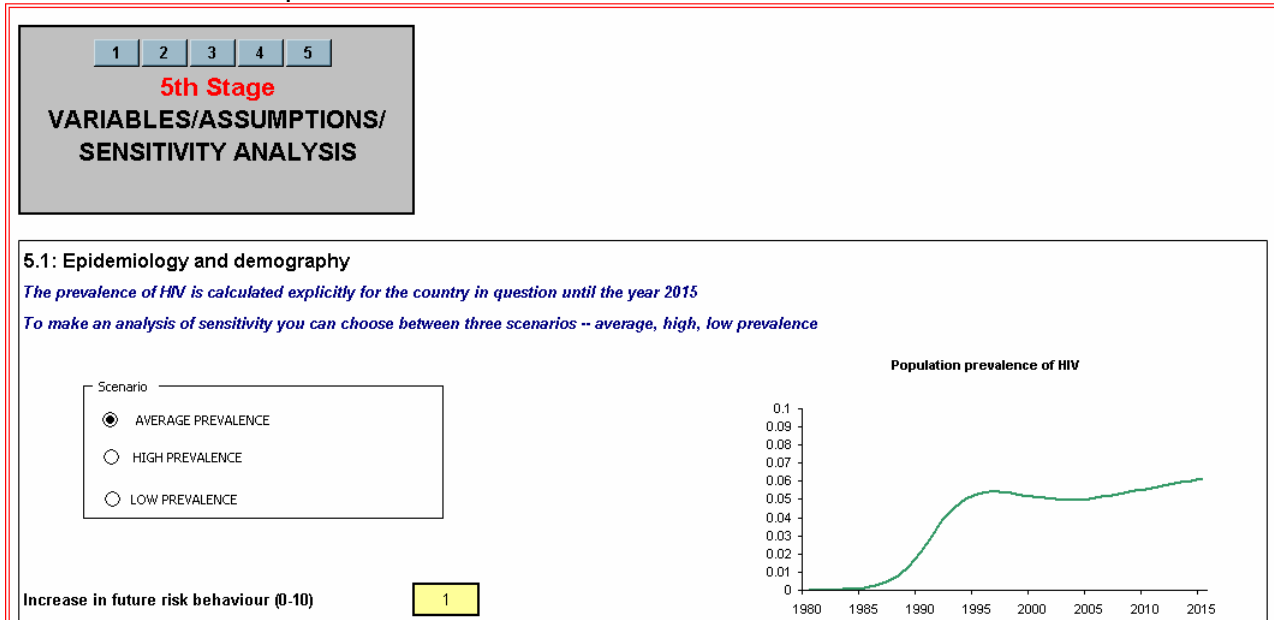 1 2 3 4 5
5th Stage
VARIABLES/ASSUMPTIONS/
SENSITIVITY ANALYSIS
5.1: Epidemiology and demography
The prevalence of HIV is calculated explicitly for the country in question until the year 2015
To make an analysis of sensitivity you can choose between three scenarios -- average, high, low prevalence
Scenario
AVERAGE PREVALENCE
HIGH PREVALENCE
LOW PREVALENCE
Increase in future risk behaviour (0-10) 1
Population prevalence of HIV
0.1
0.09
0.08
0.07
0.06
0.05
0.04
0.03
0.02
0.01
0
1980 1985 1990 1995 2000 2005 2010 2015